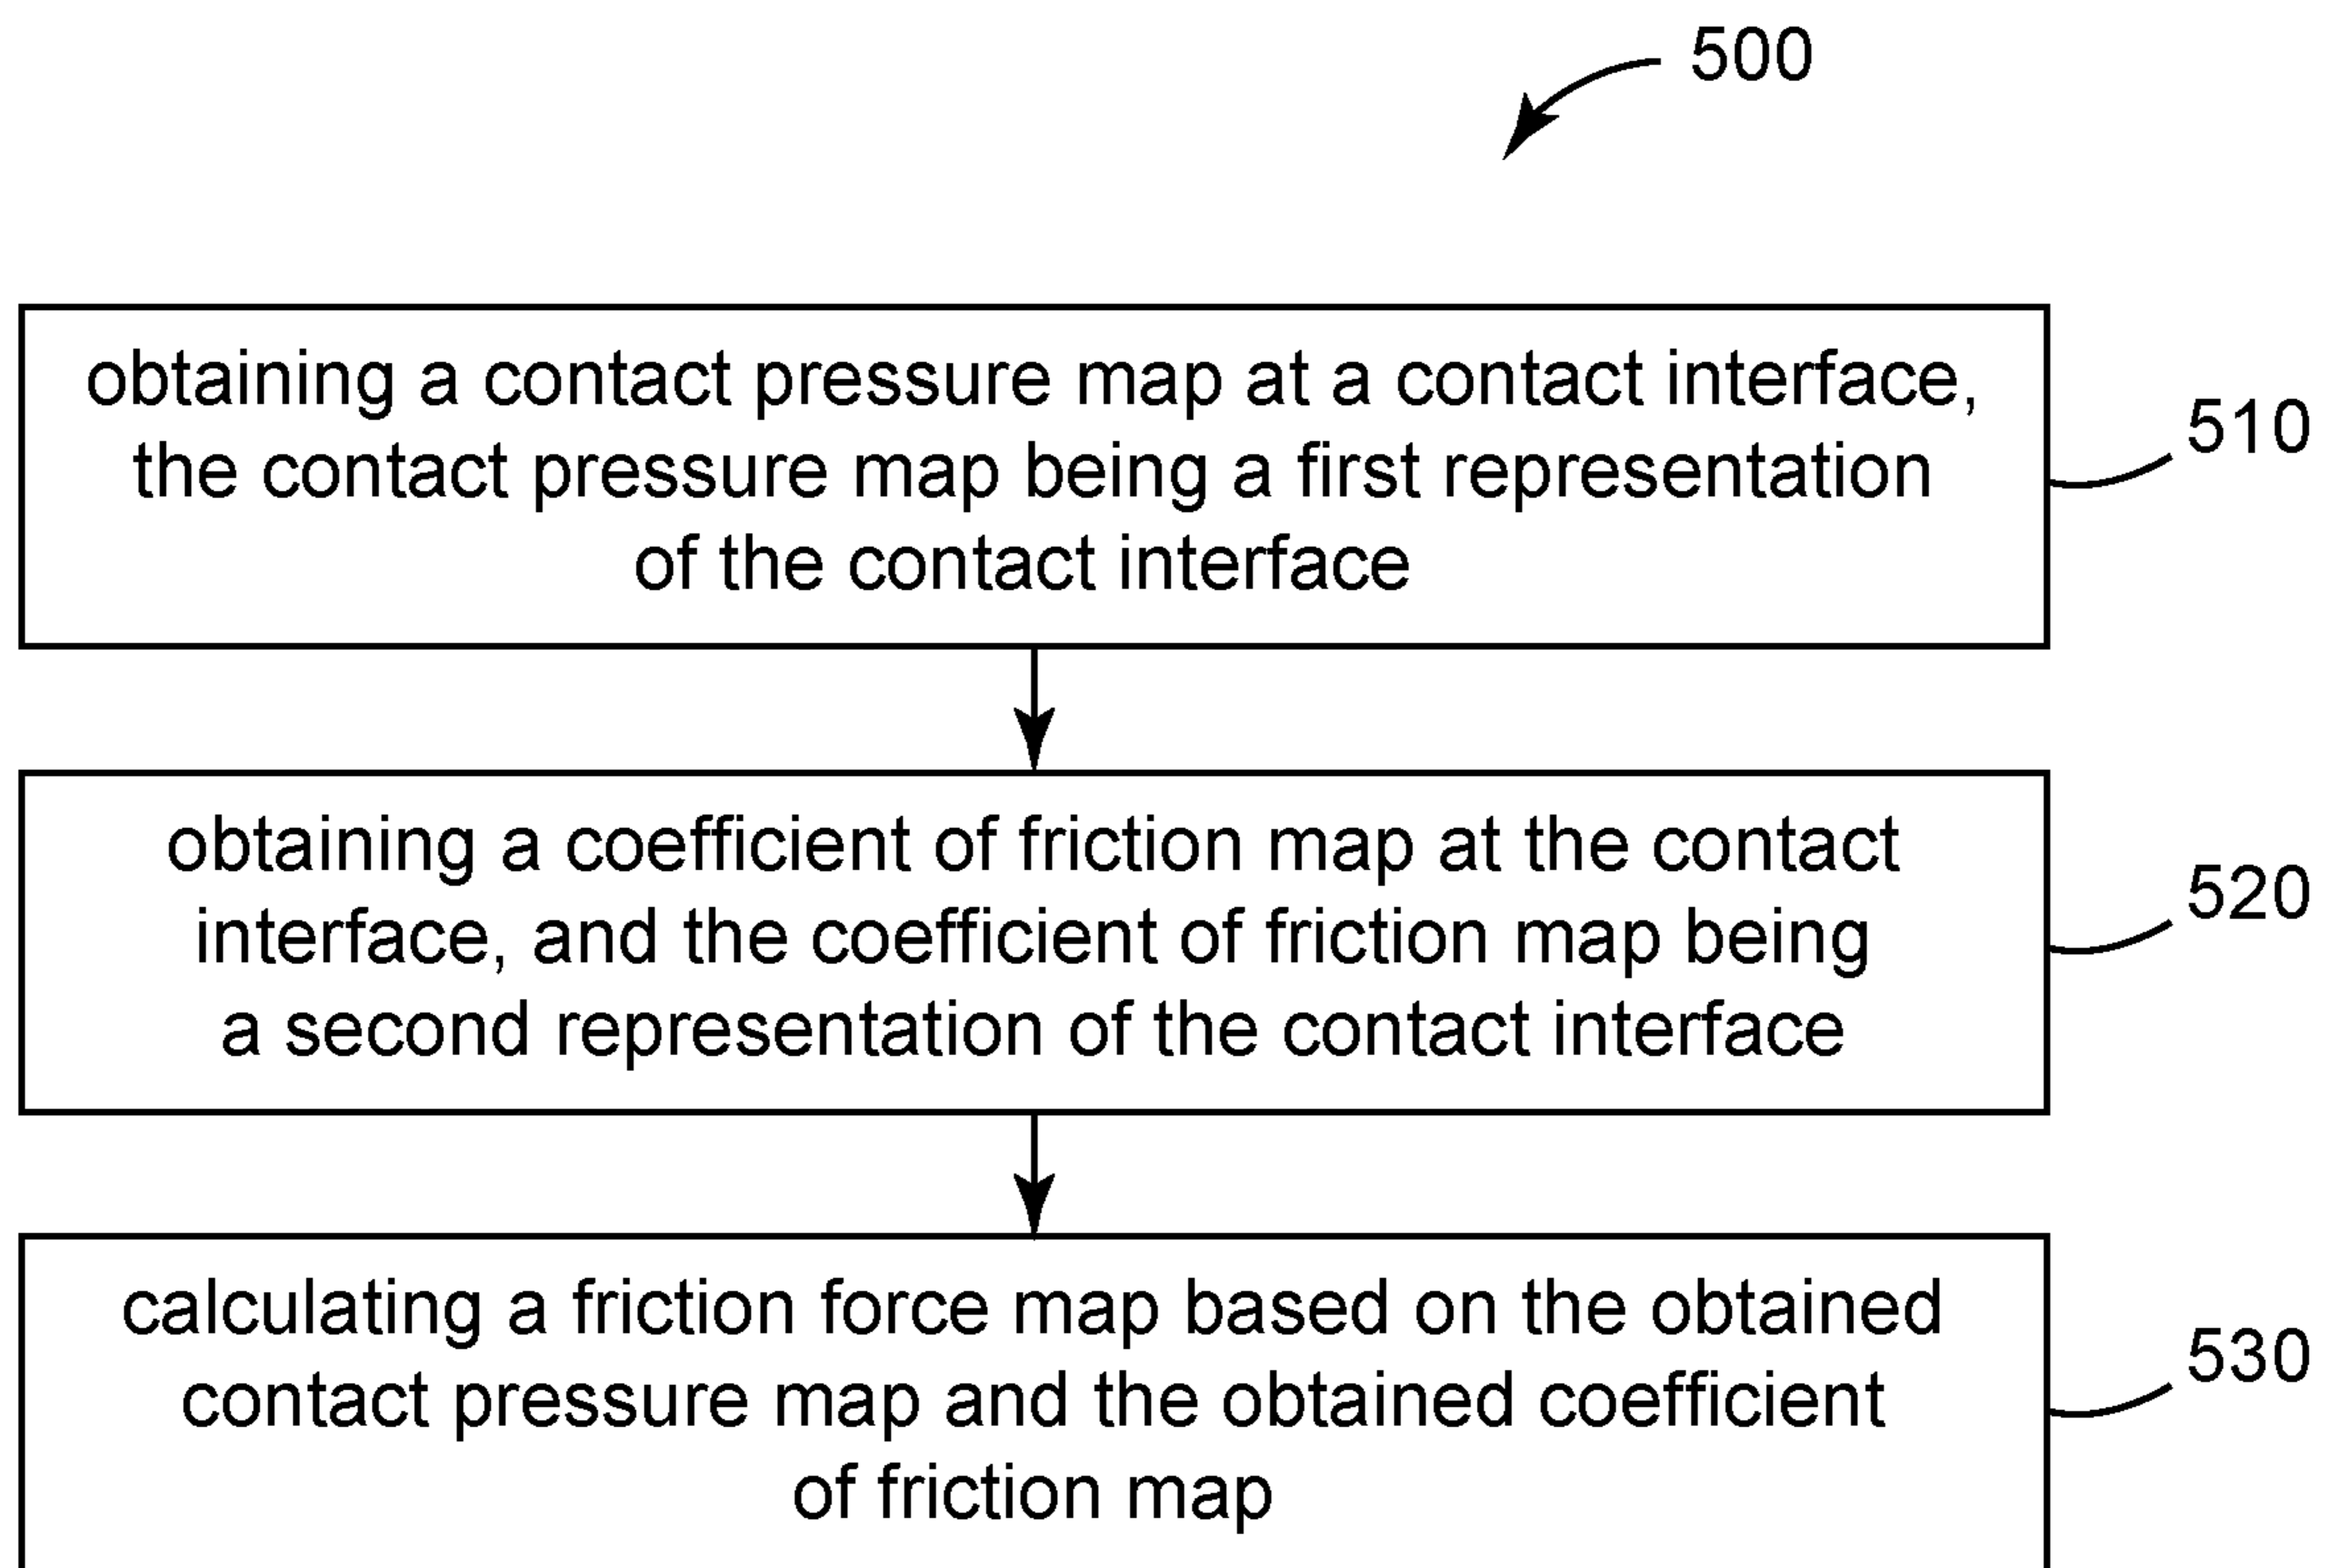 500
obtaining a contact pressure map at a contact interface,
the contact pressure map being a first representation
of the contact interface
510
obtaining a coefficient of friction map at the contact
interface, and the coefficient of friction map being
a second representation of the contact interface
520
calculating a friction force map based on the obtained
contact pressure map and the obtained coefficient
of friction map
530